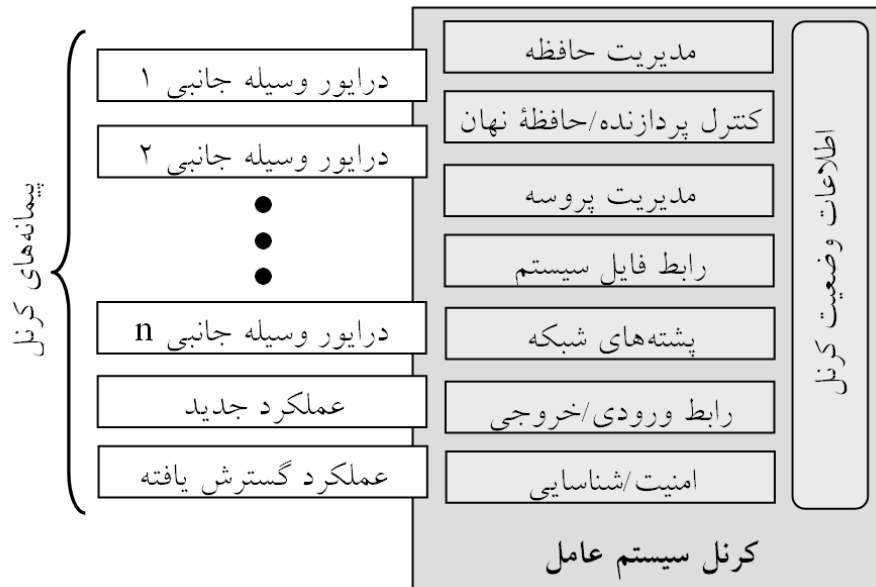 مدیریت حافظه
کنترل پردازنده/حافظهٔ نهان
مدیریت پروسه
رابط فایل سیستم
پشته‌های شبکه
رابط ورودی/خروجی
امنیت/شناسایی
اطلاعات وضعیت کرنل
کرنل سیستم عامل
درایور وسیله جانبی ۱
درایور وسیله جانبی ۲
درایور وسیله جانبی n
عملکرد جدید
عملکرد گسترش یافته
پیمانه‌های کرنل